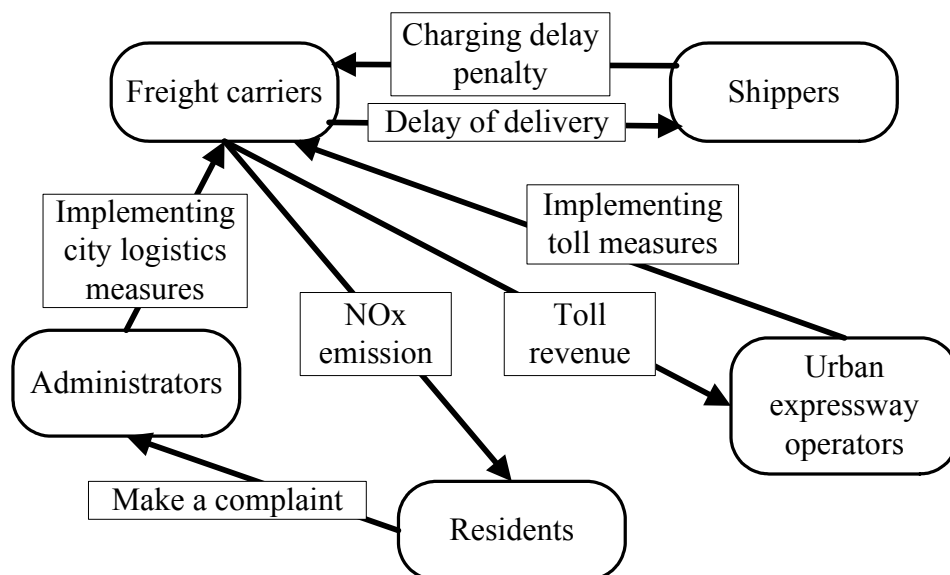 Charging delay
penalty
Freight carriers
Shippers
Delay of delivery
Implementing
city logistics
measures
Implementing
toll measures
NOx
emission
Toll
revenue
Administrators
Urban
expressway
operators
Make a complaint
Residents